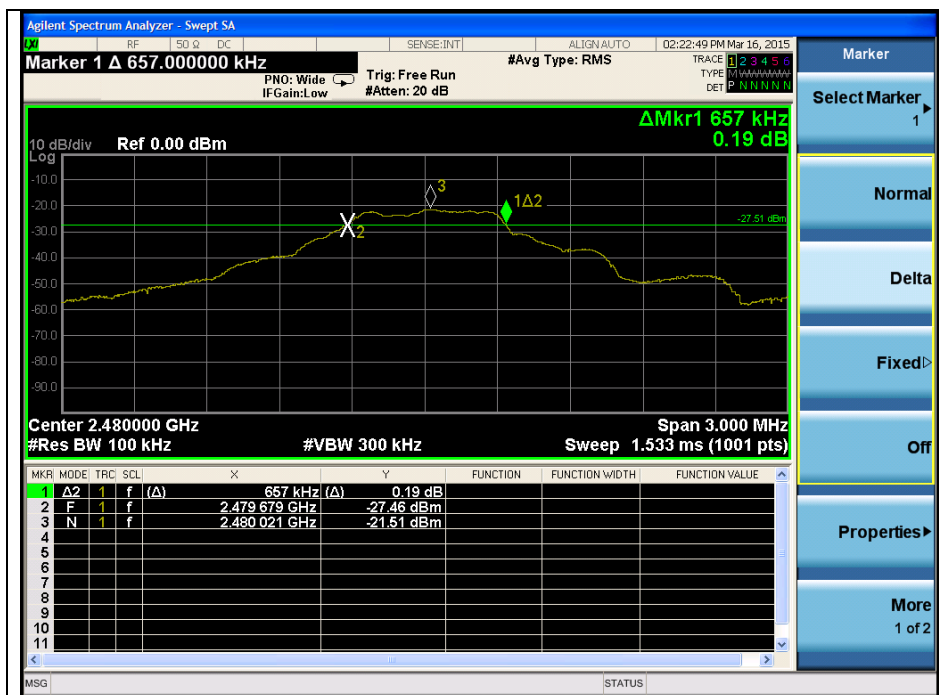 Agilent Spectrum Analyzer - Swept SA
LXI RF 50 Ω DC SENSE:INT ALIGN AUTO 02:22:49 PM Mar 16, 2015
Marker 1 Δ 657.000000 kHz
PNO: Wide
IFGain:Low
Trig: Free Run
#Atten: 20 dB
#Avg Type: RMS
TRACE 1 2 3 4 5 6
TYPE M WWWWW
DET P N N N N N
ΔMkr1 657 kHz
0.19 dB
10 dB/div Ref 0.00 dBm
Log
-10.0
-20.0
-30.0
-40.0
-50.0
-60.0
-70.0
-80.0
-90.0
3
1Δ2
X2
-27.51 dBm
Center 2.480000 GHz Span 3.000 MHz
#Res BW 100 kHz #VBW 300 kHz Sweep 1.533 ms (1001 pts)
MKR MODE TRC SCL X Y FUNCTION FUNCTION WIDTH FUNCTION VALUE
1 Δ2 1 f (Δ) 657 kHz (Δ) 0.19 dB
2 F 1 f 2.479 679 GHz -27.46 dBm
3 N 1 f 2.480 021 GHz -21.51 dBm
4
5
6
7
8
9
10
11
MSG STATUS
Marker
Select Marker
1
Normal
Delta
Fixed
Off
Properties
More
1 of 2